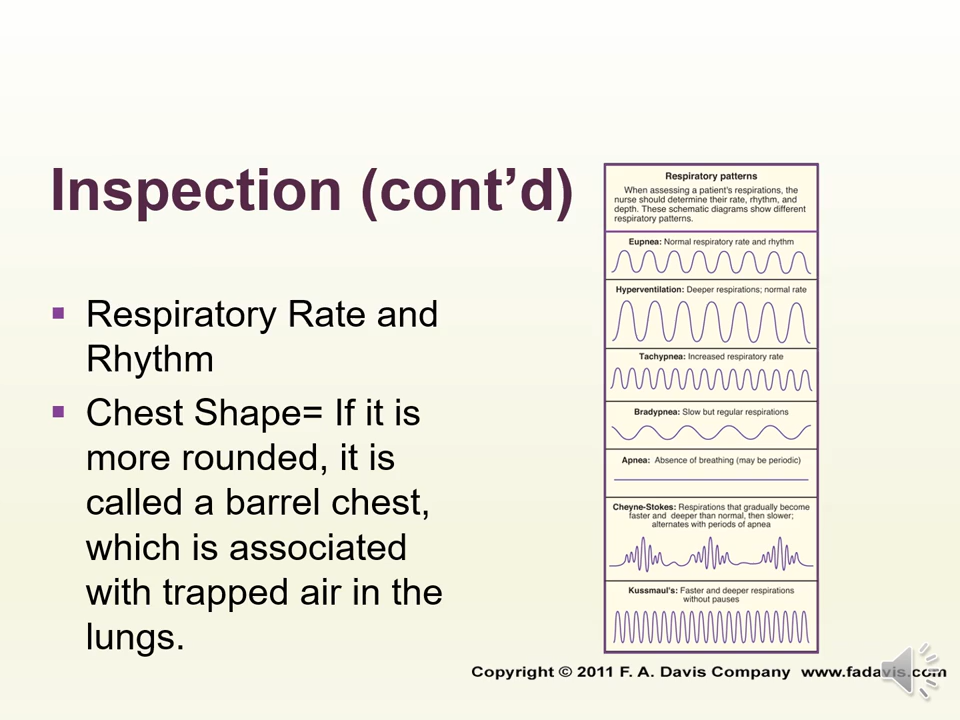 Inspection (cont’d)
▪ Respiratory Rate and
Rhythm
▪ Chest Shape= If it is
more rounded, it is
called a barrel chest,
which is associated
with trapped air in the
lungs.
Respiratory patterns
When assessing a patient's respirations, the
nurse should determine their rate, rhythm, and
depth. These schematic diagrams show different
respiratory patterns.
Eupnea: Normal respiratory rate and rhythm
Hyperventilation: Deeper respirations; normal rate
Tachypnea: Increased respiratory rate
Bradypnea: Slow but regular respirations
Apnea: Absence of breathing (may be periodic)
Cheyne-Stokes: Respirations that gradually become
faster and deeper than normal, then slower;
alternates with periods of apnea
Kussmaul's: Faster and deeper respirations
without pauses
Copyright © 2011 F. A. Davis Company www.fadavis.com